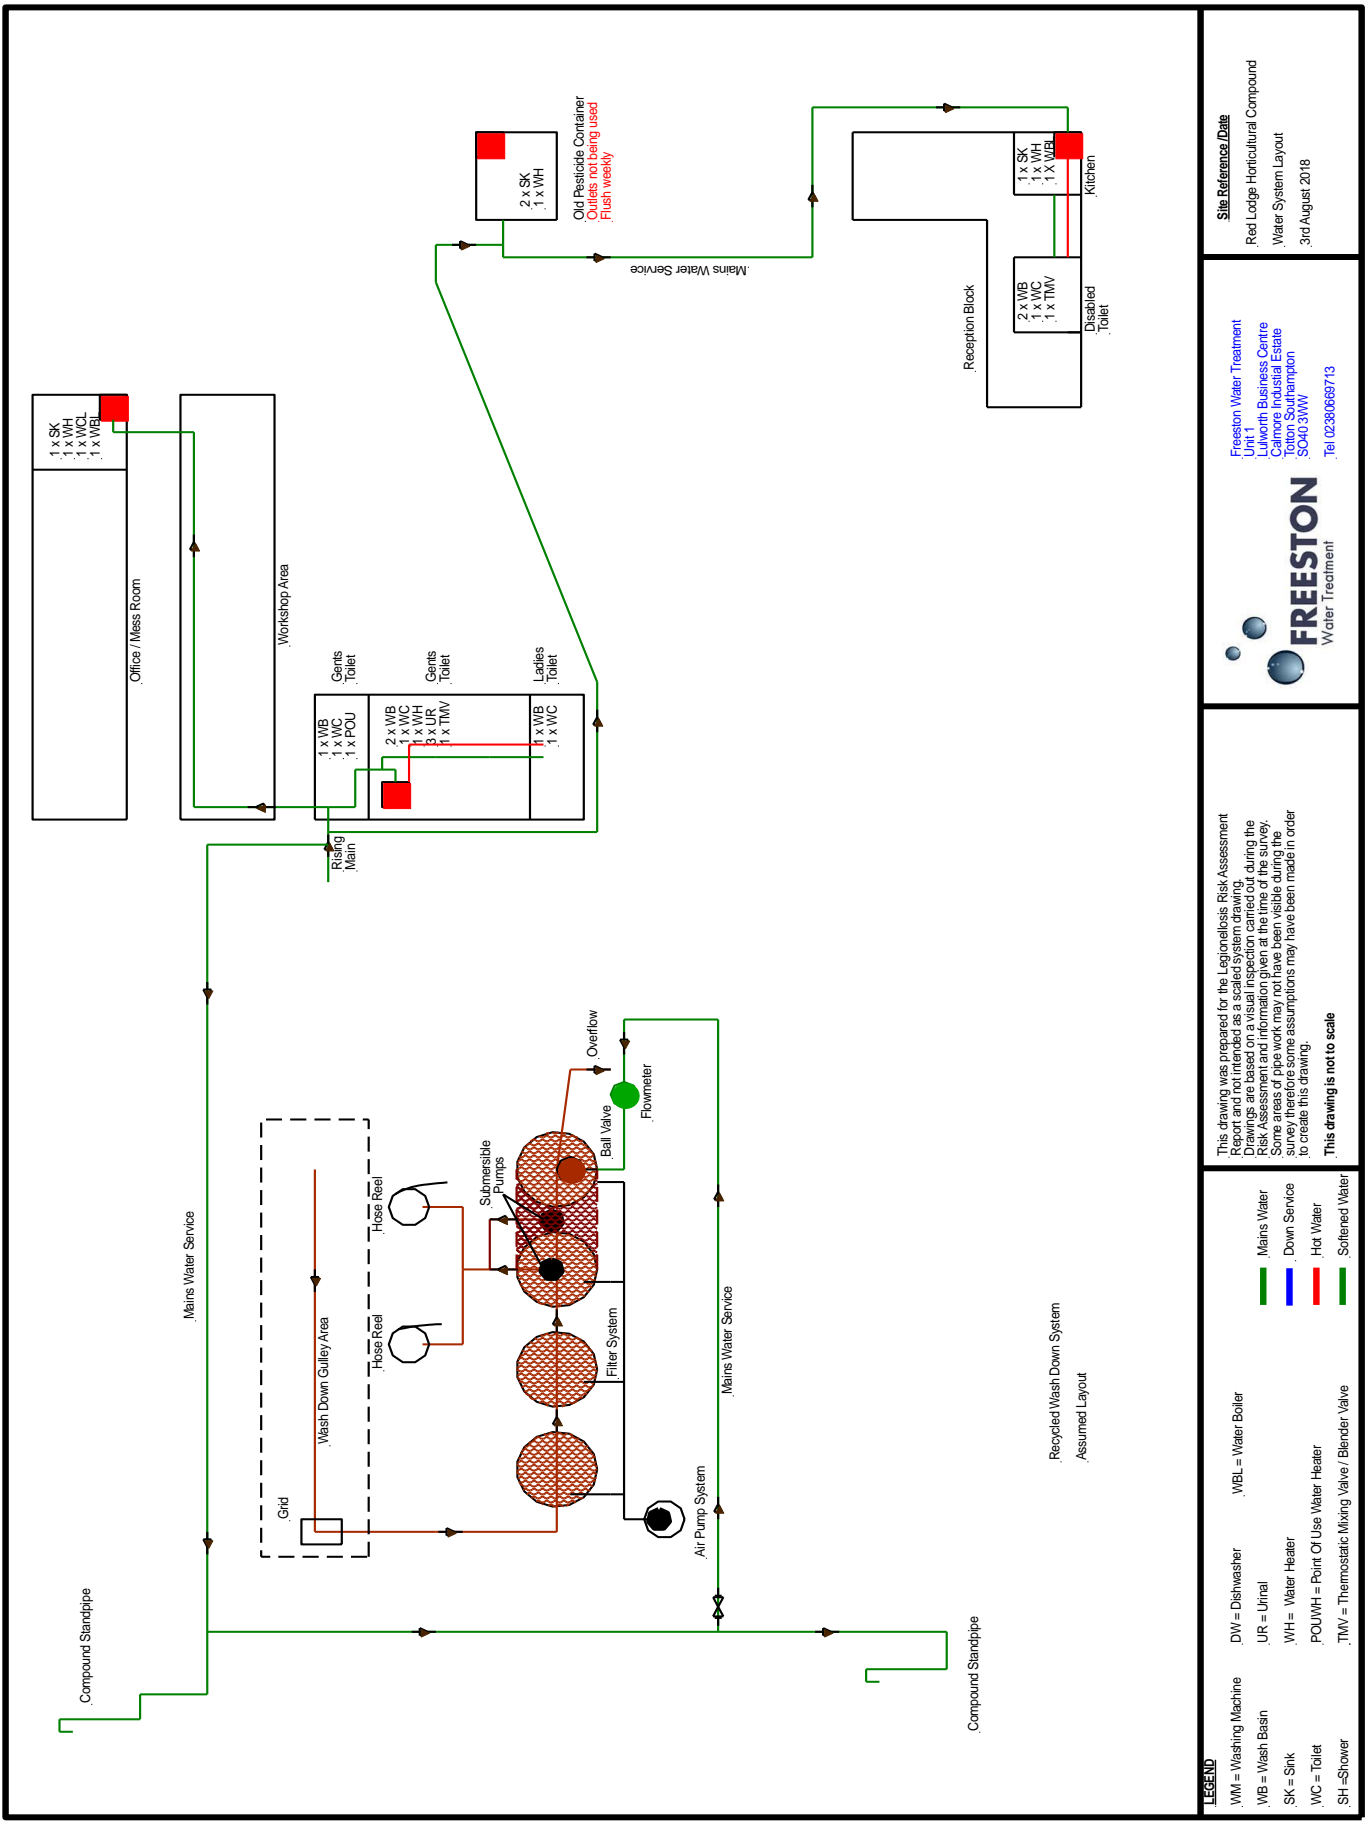 Compound Standpipe
Mains Water Service
Office / Mess Room
1 x SK
1 x WH
1 x WCL
1 x WBL
Workshop Area
Rising
Main
Gents
Toilet
1 x WB
1 x WC
1 x POU
Gents
Toilet
2 x WB
1 x WC
1 x WH
3 x UR
1 x TMV
Ladies
Toilet
1 x WB
1 x WC
Old Pesticide Container
Outlets not being used
Flush weekly
2 x SK
1 x WH
Mains Water Service
Reception Block
2 x WB
1 x WC
1 x TMV
Disabled
Toilet
1 x SK
1 x WH
1 x WBL
Kitchen
Grid
Wash Down Gulley Area
Hose Reel
Hose Reel
Submersible
Pumps
Overflow
Ball Valve
Flowmeter
Filter System
Air Pump System
Mains Water Service
Compound Standpipe
Recycled Wash Down System
Assumed Layout
LEGEND
WM = Washing Machine
WB = Wash Basin
SK = Sink
WC = Toilet
SH =Shower
DW = Dishwasher
UR = Urinal
WH = Water Heater
POUWH = Point Of Use Water Heater
TMV = Thermostatic Mixing Valve / Blender Valve
WBL = Water Boiler
Mains Water
Down Service
Hot Water
Softened Water
This drawing was prepared for the Legionellosis Risk Assessment
Report and not intended as a scaled system drawing.
Drawings are based on a visual inspection carried out during the
Risk Assessment and information given at the time of the survey.
Some areas of pipe work may not have been visible during the
survey therefore some assumptions may have been made in order
to create this drawing.
This drawing is not to scale
FREESTON
Water Treatment
Freeston Water Treatment
Unit 1
Lulworth Business Centre
Calmore Industial Estate
Totton Southampton
SO40 3WW
Tel 02380669713
Site Reference /Date
Red Lodge Horticultural Compound
Water System Layout
3rd August 2018